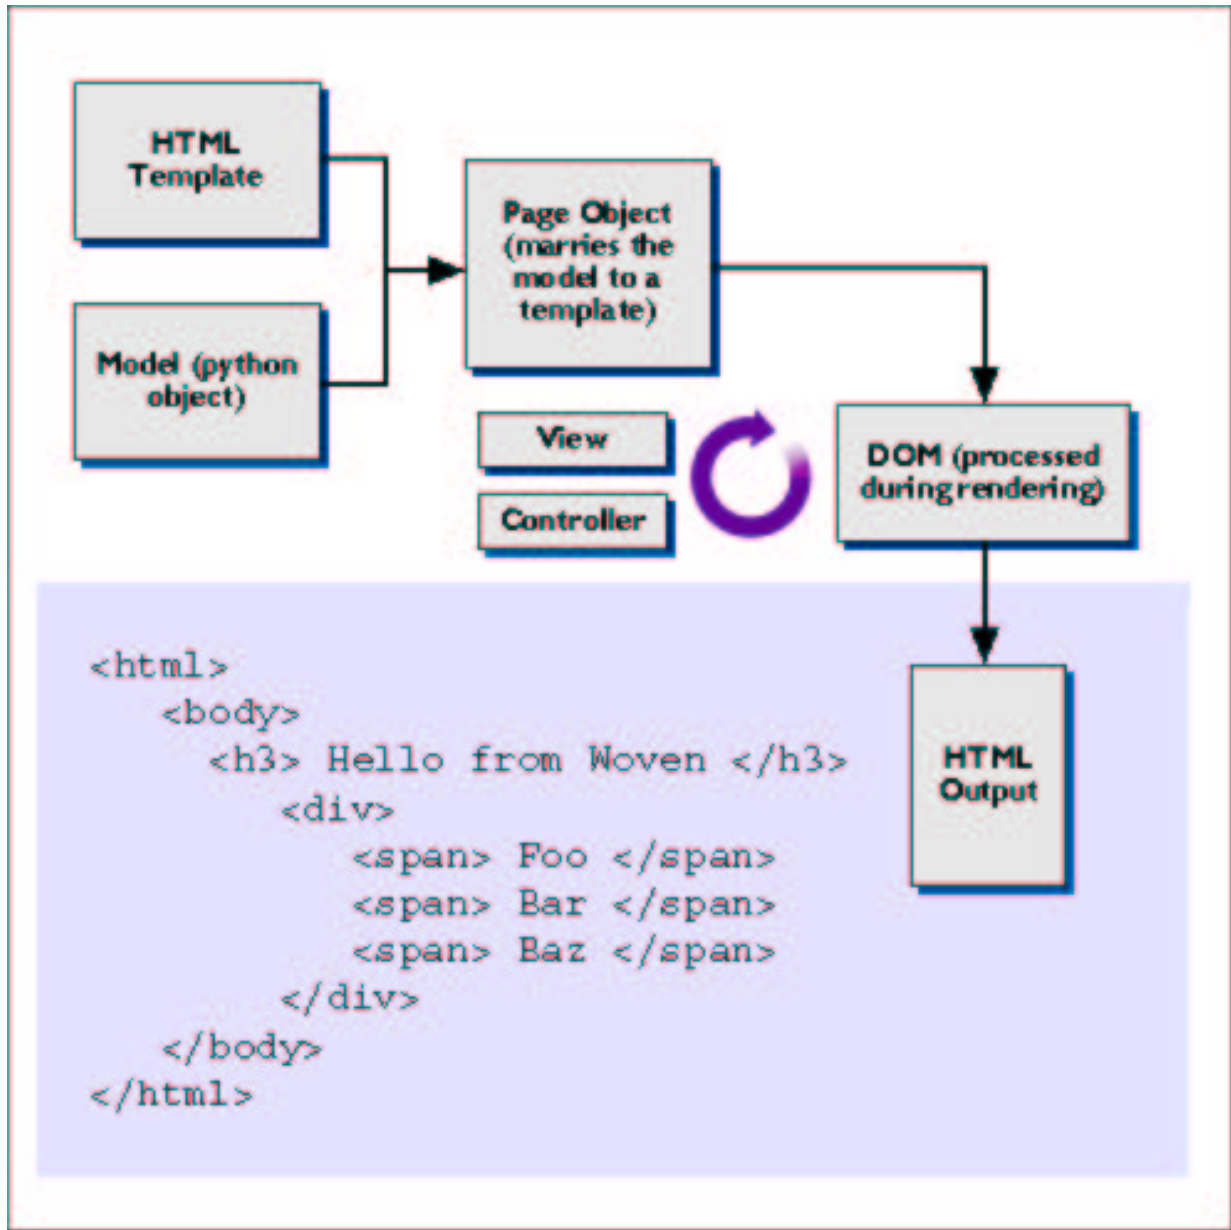 HTML
Template
Model (python
object)
Page Object
(marries the
model to a
template)
View
Controller
DOM (processed
during rendering)
HTML
Output
<html>
<body>
<h3> Hello from Woven </h3>
<div>
<span> Foo </span>
<span> Bar </span>
<span> Baz </span>
</div>
</body>
</html>